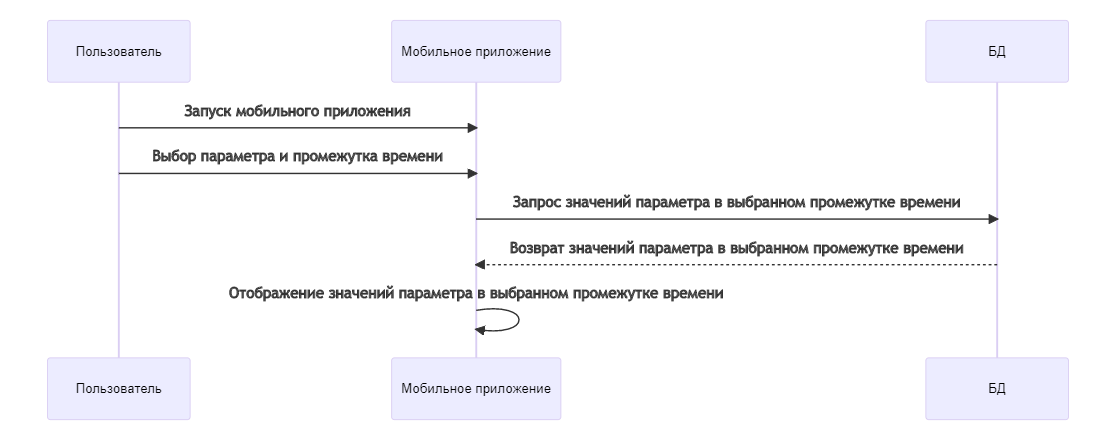 Пользователь
Мобильное приложение
БД
Запуск мобильного приложения
Выбор параметра и промежутка времени
Запрос значений параметра в выбранном промежутке времени
Возврат значений параметра в выбранном промежутке времени
Отображение значений параметра в выбранном промежутке времени
Пользователь
Мобильное приложение
БД